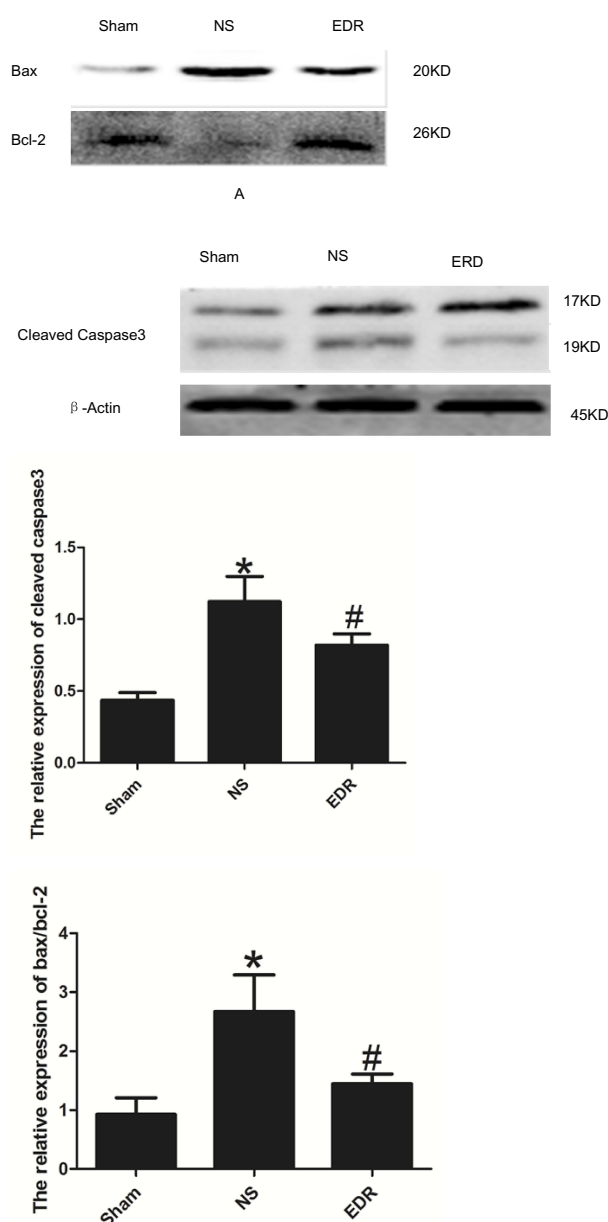 Sham NS EDR
Bax 20KD
Bcl-2 26KD
A
Sham NS ERD
17KD
Cleaved Caspase3
19KD
β-Actin 45KD
The relative expression of cleaved caspase3
1.5
*
1.0
#
0.5
0.0
Sham NS EDR
The relative expression of bax/bcl-2
4
*
3
2
#
1
0
Sham NS EDR